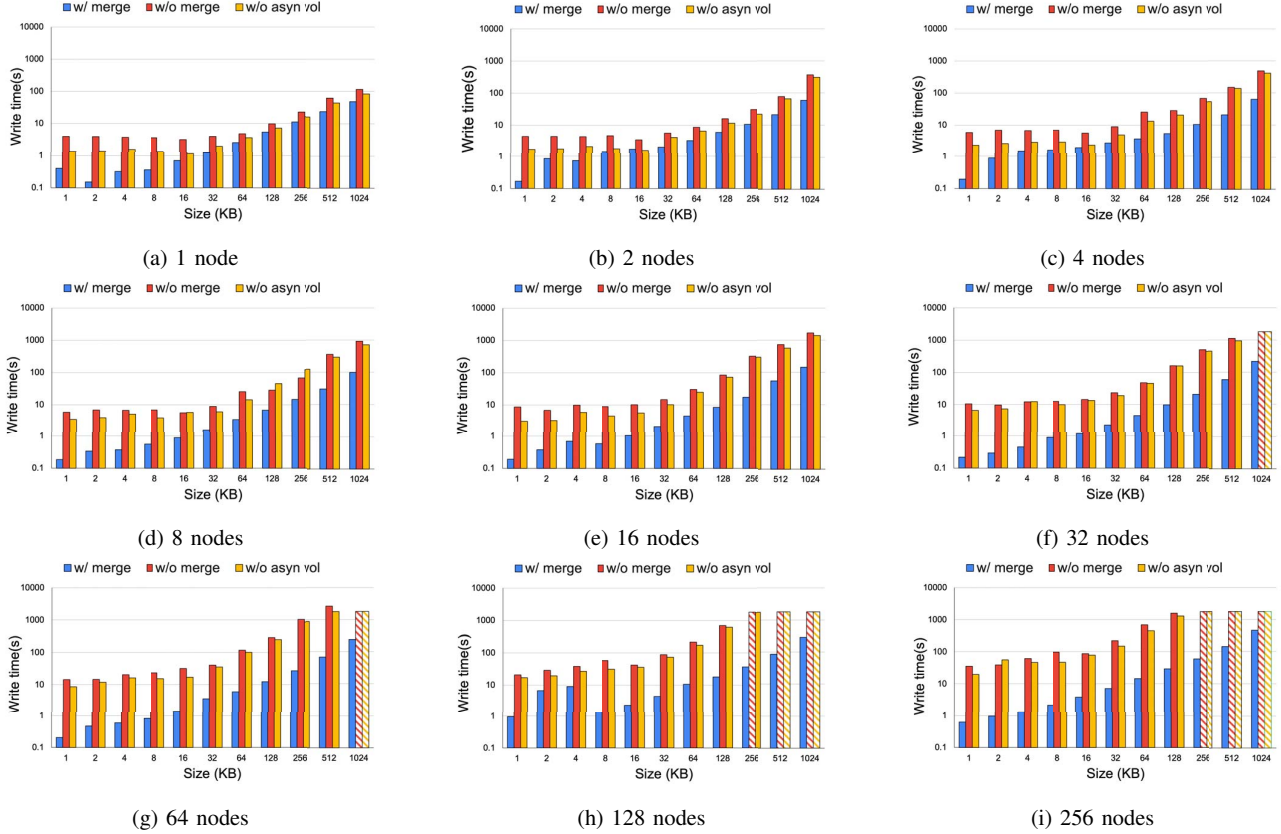 w/ merge w/o merge w/o asyn vol
Write time(s)
10000
1000
100
10
1
0.1
1 2 4 8 16 32 64 128 256 512 1024
Size (KB)
(a) 1 node
w/ merge w/o merge w/o asyn vol
Write time(s)
10000
1000
100
10
1
0.1
1 2 4 8 16 32 64 128 256 512 1024
Size (KB)
(b) 2 nodes
w/ merge w/o merge w/o asyn vol
Write time(s)
10000
1000
100
10
1
0.1
1 2 4 8 16 32 64 128 256 512 1024
Size (KB)
(c) 4 nodes
w/ merge w/o merge w/o asyn vol
Write time(s)
10000
1000
100
10
1
0.1
1 2 4 8 16 32 64 128 256 512 1024
Size (KB)
(d) 8 nodes
w/ merge w/o merge w/o asyn vol
Write time(s)
10000
1000
100
10
1
0.1
1 2 4 8 16 32 64 128 256 512 1024
Size (KB)
(e) 16 nodes
w/ merge w/o merge w/o asyn vol
Write time(s)
10000
1000
100
10
1
0.1
1 2 4 8 16 32 64 128 256 512 1024
Size (KB)
(f) 32 nodes
w/ merge w/o merge w/o asyn vol
Write time(s)
10000
1000
100
10
1
0.1
1 2 4 8 16 32 64 128 256 512 1024
Size (KB)
(g) 64 nodes
w/ merge w/o merge w/o asyn vol
Write time(s)
10000
1000
100
10
1
0.1
1 2 4 8 16 32 64 128 256 512 1024
Size (KB)
(h) 128 nodes
w/ merge w/o merge w/o asyn vol
Write time(s)
10000
1000
100
10
1
0.1
1 2 4 8 16 32 64 128 256 512 1024
Size (KB)
(i) 256 nodes